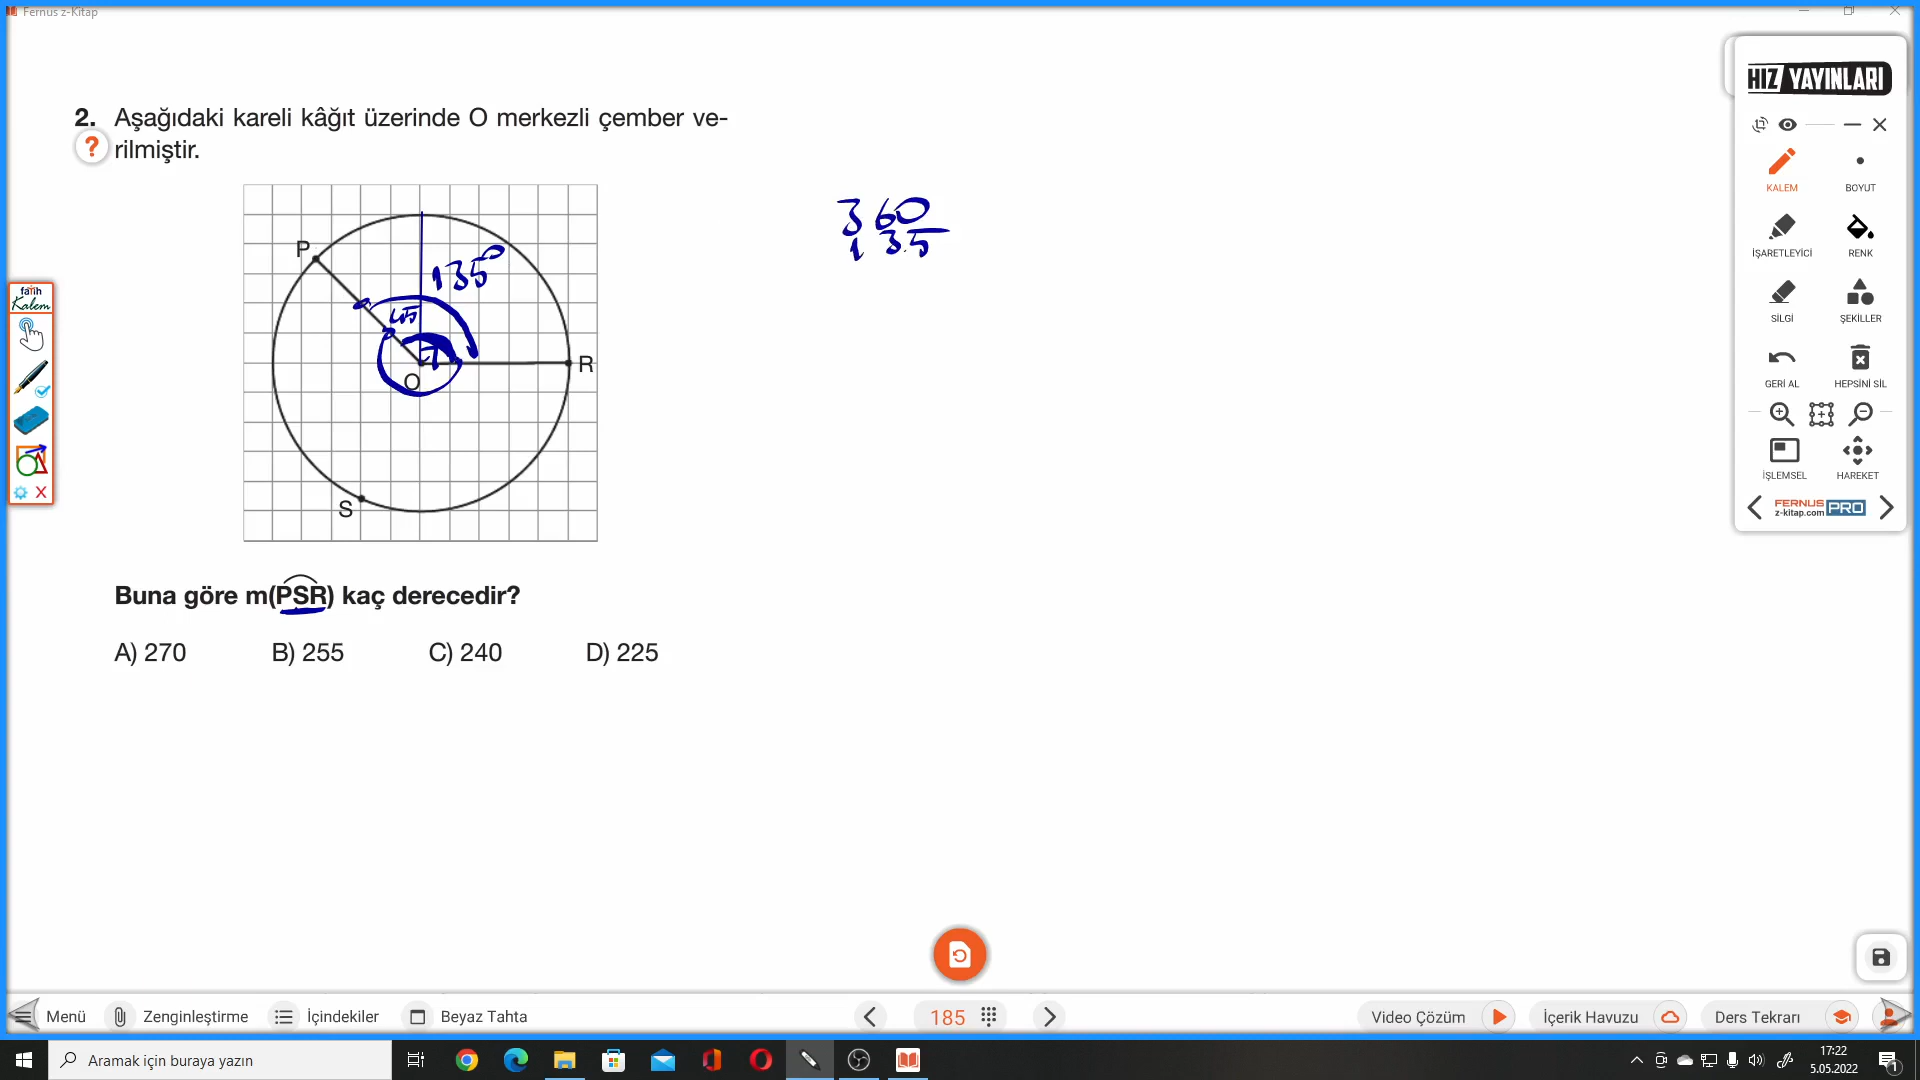 Fernus z-Kitap
2. Aşağıdaki kareli kâğıt üzerinde O merkezli çember ve-
? rilmiştir.
P
135°
45
O
R
S
360
135
Buna göre m(PSR) kaç derecedir?
A) 270 B) 255 C) 240 D) 225
fatih
Kalem
X
HIZ YAYINLARI
KALEM BOYUT
İŞARETLEYİCİ RENK
SİLGİ ŞEKİLLER
GERİ AL HEPSİNİ SİL
İŞLEMSEL HAREKET
FERNUS
z-kitap.com PRO
Menü Zenginleştirme İçindekiler Beyaz Tahta 185 Video Çözüm İçerik Havuzu Ders Tekrarı
Aramak için buraya yazın
17:22
5.05.2022
1